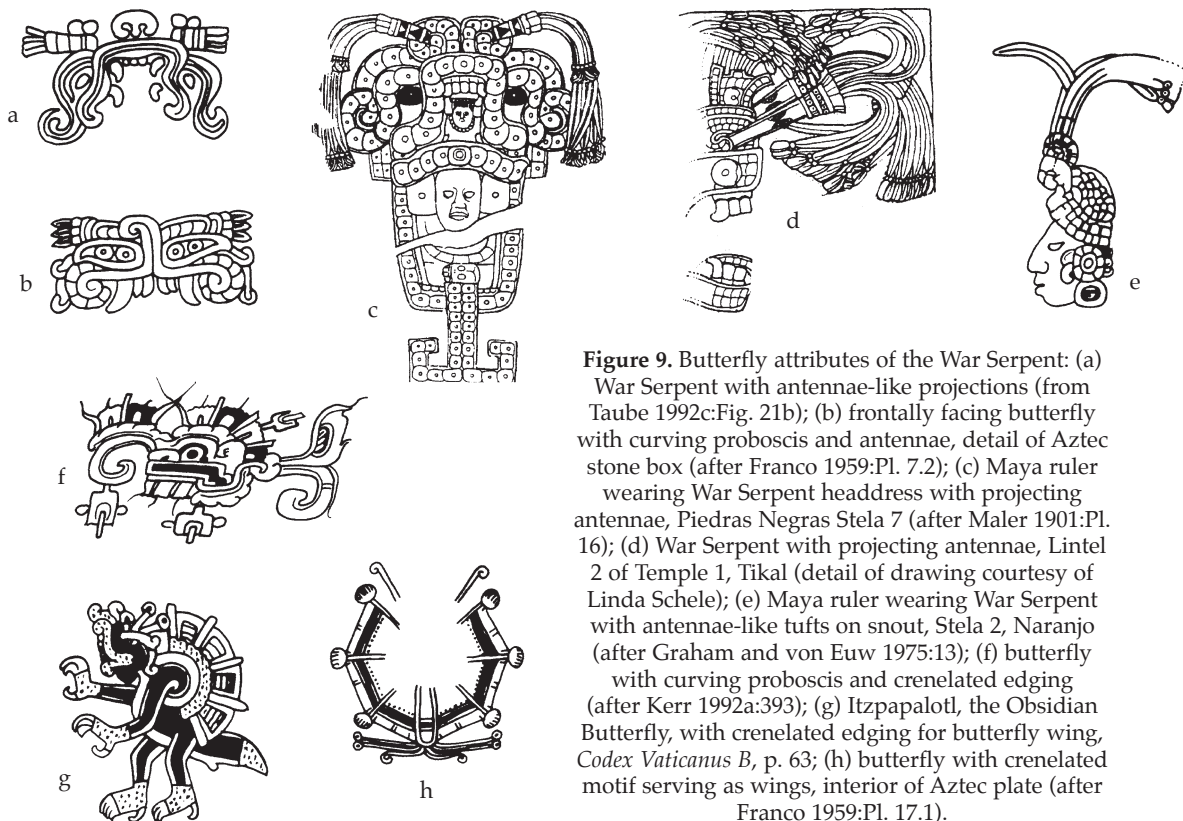 a
b
c
d
e
f
g
h
Figure 9. Butterfly attributes of the War Serpent: (a)
War Serpent with antennae-like projections (from
Taube 1992c:Fig. 21b); (b) frontally facing butterfly
with curving proboscis and antennae, detail of Aztec
stone box (after Franco 1959:Pl. 7.2); (c) Maya ruler
wearing War Serpent headdress with projecting
antennae, Piedras Negras Stela 7 (after Maler 1901:Pl.
16); (d) War Serpent with projecting antennae, Lintel
2 of Temple 1, Tikal (detail of drawing courtesy of
Linda Schele); (e) Maya ruler wearing War Serpent
with antennae-like tufts on snout, Stela 2, Naranjo
(after Graham and von Euw 1975:13); (f) butterfly
with curving proboscis and crenelated edging
(after Kerr 1992a:393); (g) Itzpapalotl, the Obsidian
Butterfly, with crenelated edging for butterfly wing,
Codex Vaticanus B, p. 63; (h) butterfly with crenelated
motif serving as wings, interior of Aztec plate (after
Franco 1959:Pl. 17.1).